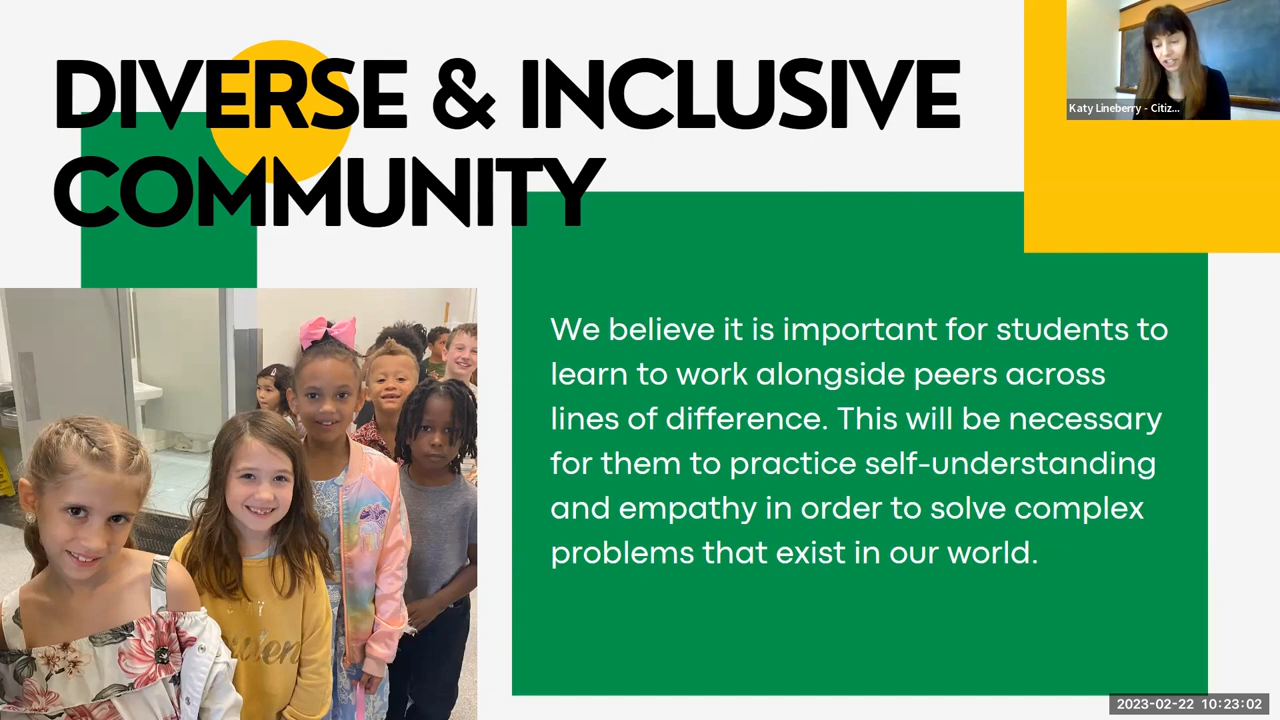 DIVERSE & INCLUSIVE
COMMUNITY
Katy Lineberry - Citiz...
We believe it is important for students to
learn to work alongside peers across
lines of difference. This will be necessary
for them to practice self-understanding
and empathy in order to solve complex
problems that exist in our world.
2023-02-22 10:23:02